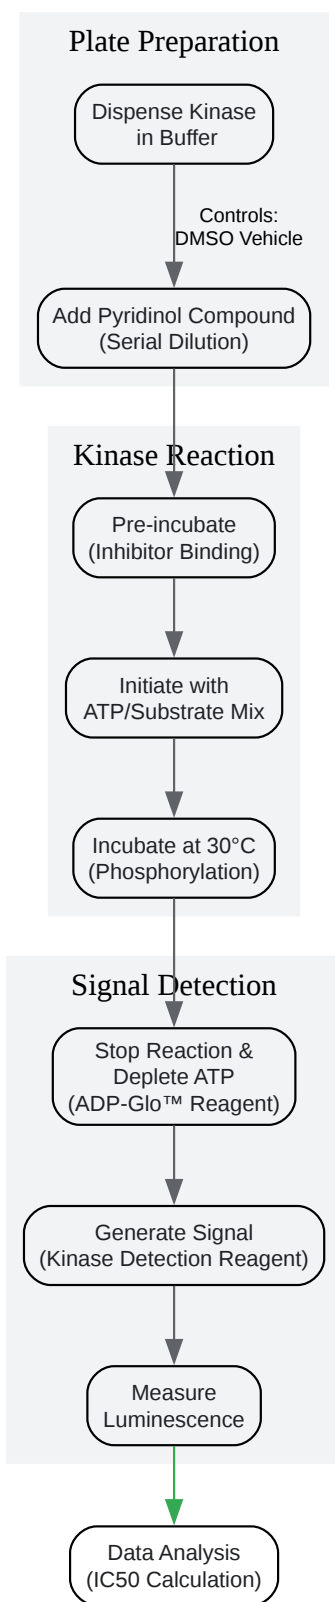 Plate Preparation
Dispense Kinase
in Buffer
Controls:
DMSO Vehicle
Add Pyridinol Compound
(Serial Dilution)
Kinase Reaction
Pre-incubate
(Inhibitor Binding)
Initiate with
ATP/Substrate Mix
Incubate at 30°C
(Phosphorylation)
Signal Detection
Stop Reaction &
Deplete ATP
(ADP-Glo™ Reagent)
Generate Signal
(Kinase Detection Reagent)
Measure
Luminescence
Data Analysis
(IC50 Calculation)